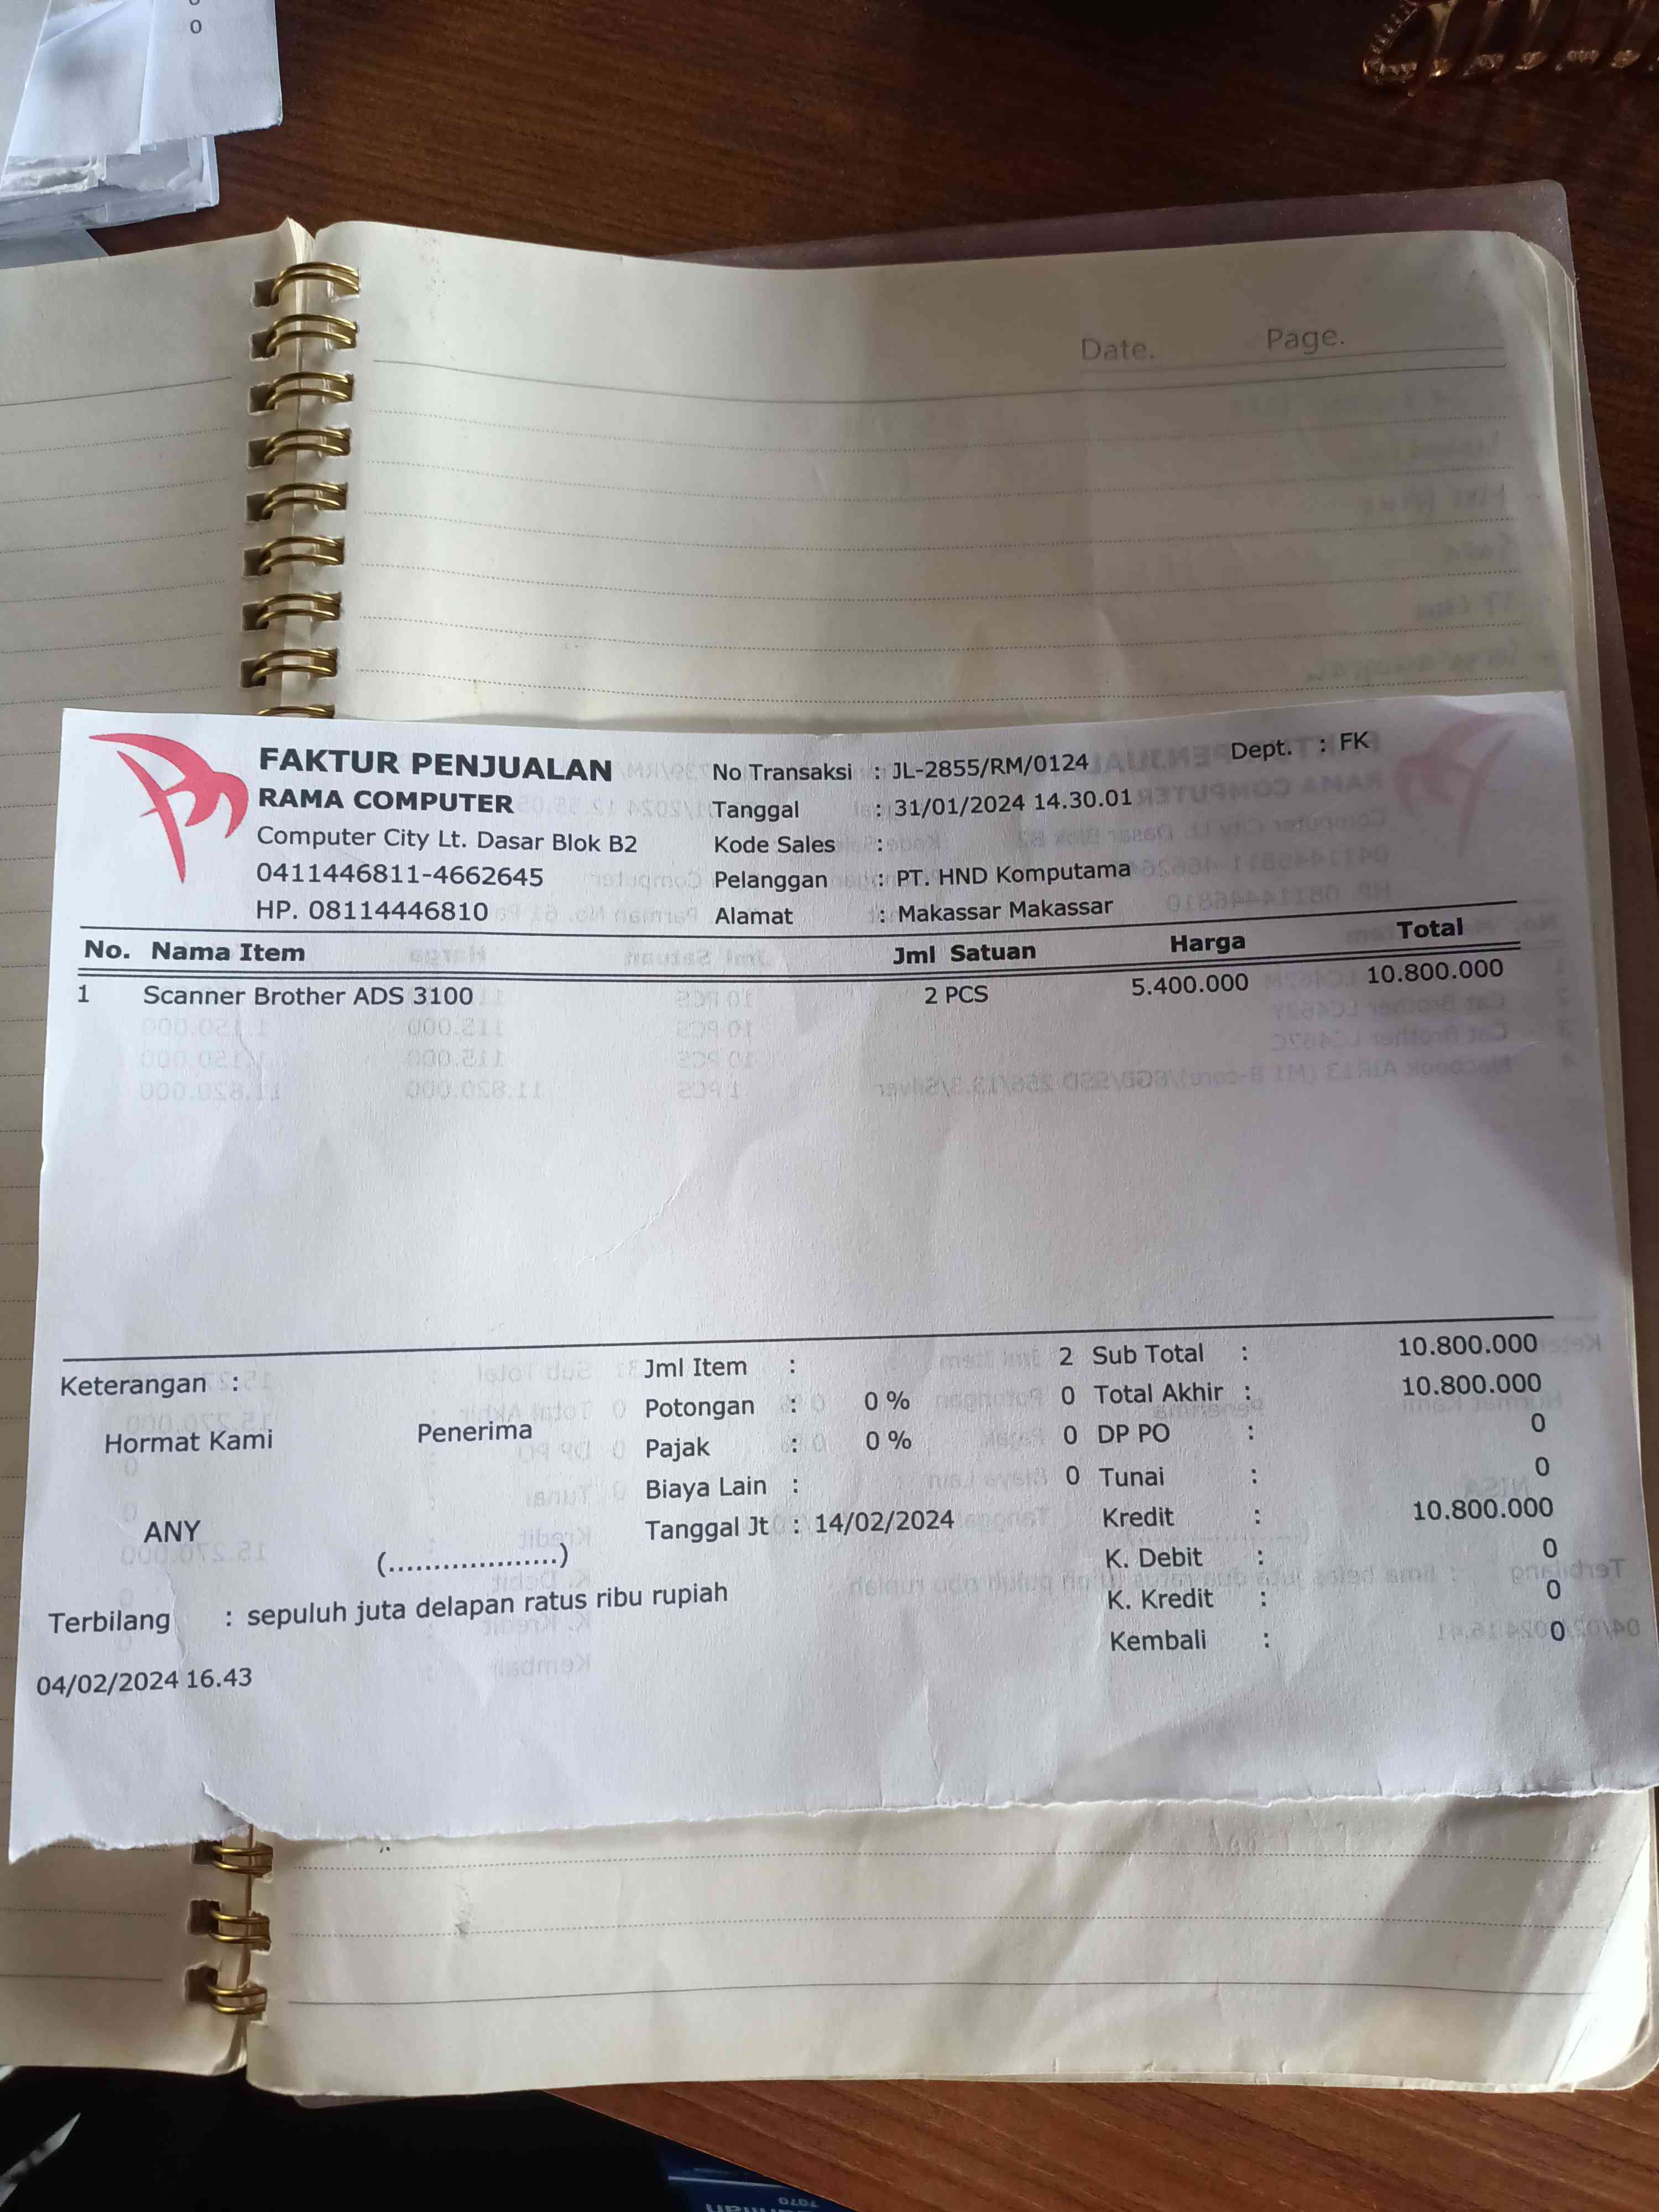 0
Date. Page.
FAKTUR PENJUALAN
RAMA COMPUTER
Computer City Lt. Dasar Blok B2
0411446811-4662645
HP. 08114446810
No Transaksi : JL-2855/RM/0124
Tanggal : 31/01/2024 14.30.01
Kode Sales :
Pelanggan : PT. HND Komputama
Alamat : Makassar Makassar
Dept. : FK
No. Nama Item Jml Satuan Harga Total
1 Scanner Brother ADS 3100 2 PCS 5.400.000 10.800.000
Keterangan :
Hormat Kami Penerima
ANY
(...................)
Jml Item : 2
Potongan : 0 % 0
Pajak : 0 % 0
Biaya Lain : 0
Tanggal Jt : 14/02/2024
Sub Total : 10.800.000
Total Akhir : 10.800.000
DP PO : 0
Tunai : 0
Kredit : 10.800.000
K. Debit : 0
K. Kredit : 0
Kembali : 0
Terbilang : sepuluh juta delapan ratus ribu rupiah
04/02/2024 16.43
7070